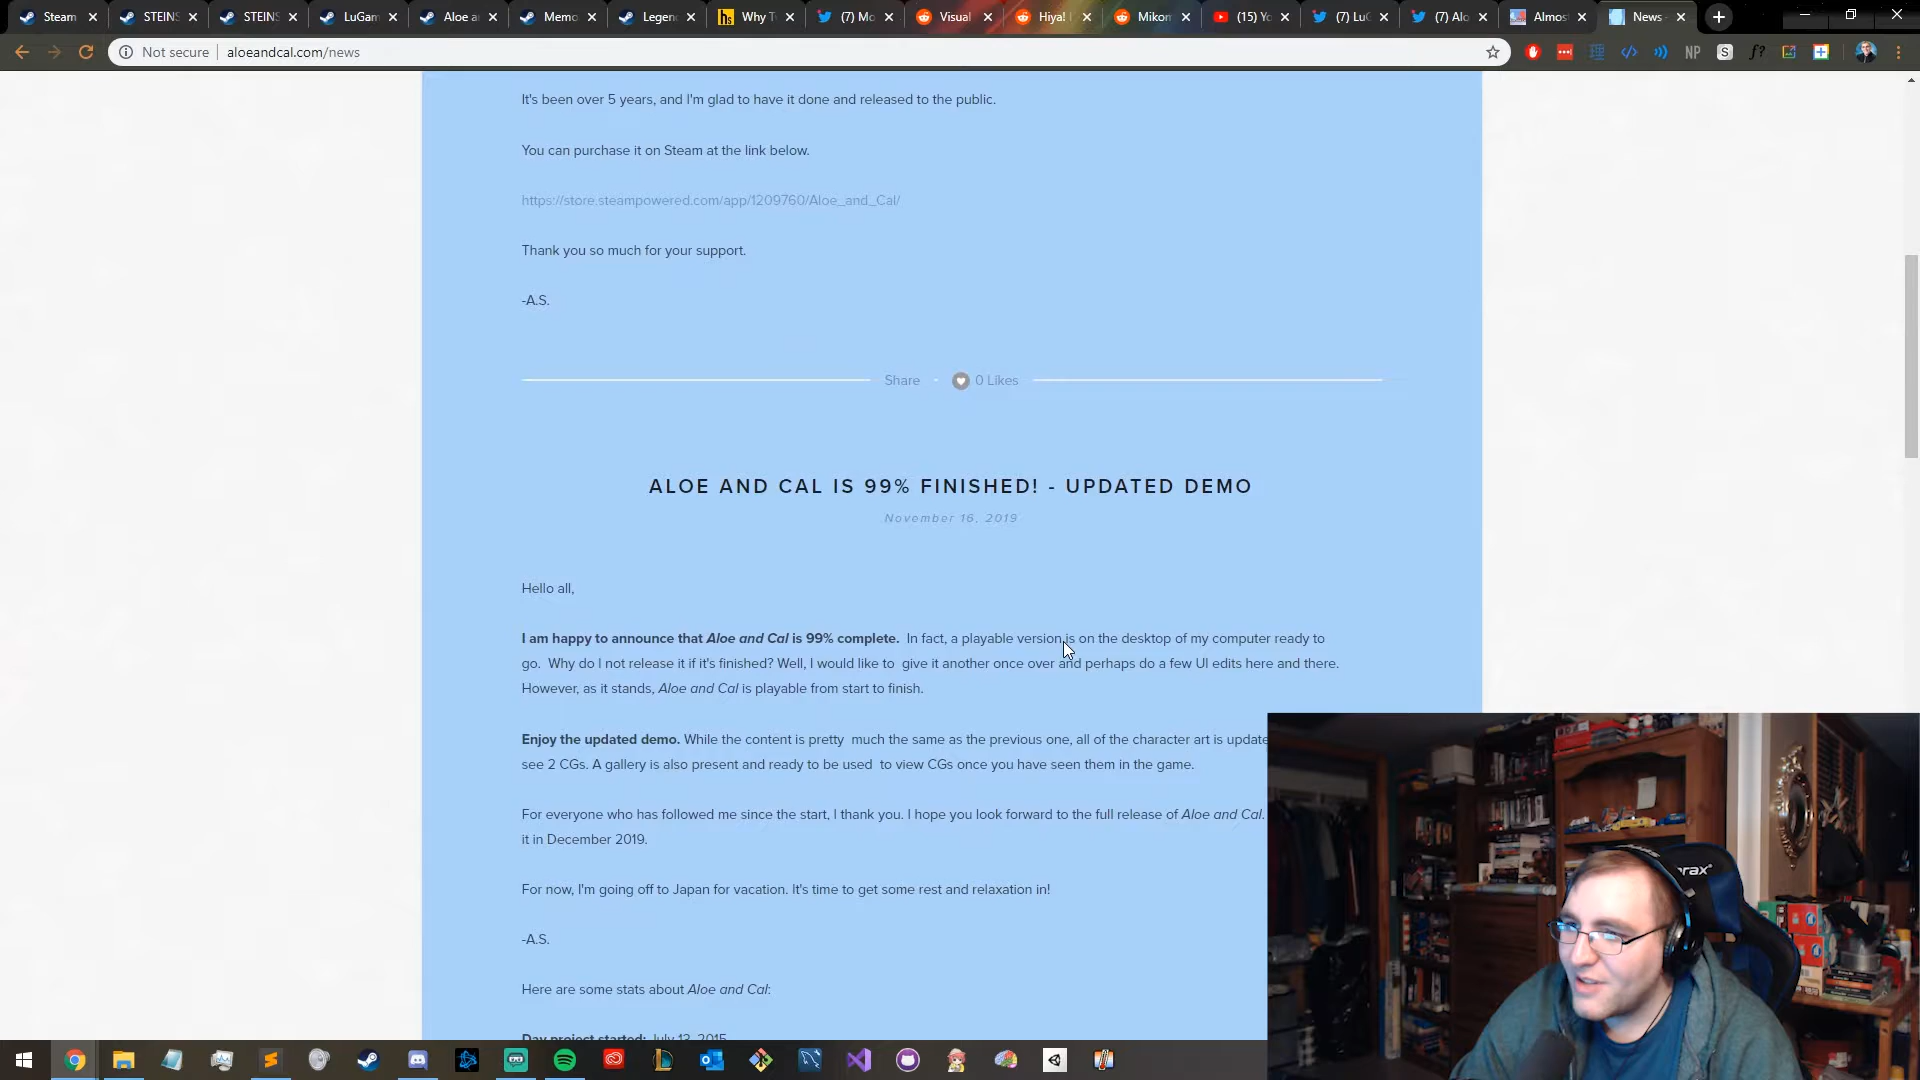 Steam
STEINS
STEINS
LuGam
Aloe a
Memo
Legen
Why T
(7) Mo
Visual
Hiya! I
Mikom
(15) Yo
(7) LuG
(7) Alo
Almos
News
Not secure
aloeandcal.com/news
NP
It's been over 5 years, and I'm glad to have it done and released to the public.
You can purchase it on Steam at the link below.
https://store.steampowered.com/app/1209760/Aloe_and_Cal/
Thank you so much for your support.
-A.S.
Share
0 Likes
ALOE AND CAL IS 99% FINISHED! - UPDATED DEMO
November 16, 2019
Hello all,
I am happy to announce that Aloe and Cal is 99% complete. In fact, a playable version is on the desktop of my computer ready to
go. Why do I not release it if it's finished? Well, I would like to give it another once over and perhaps do a few UI edits here and there.
However, as it stands, Aloe and Cal is playable from start to finish.
Enjoy the updated demo. While the content is pretty much the same as the previous one, all of the character art is update
see 2 CGs. A gallery is also present and ready to be used to view CGs once you have seen them in the game.
For everyone who has followed me since the start, I thank you. I hope you look forward to the full release of Aloe and Cal.
it in December 2019.
For now, I'm going off to Japan for vacation. It's time to get some rest and relaxation in!
-A.S.
Here are some stats about Aloe and Cal:
Day project started: July 13, 2015